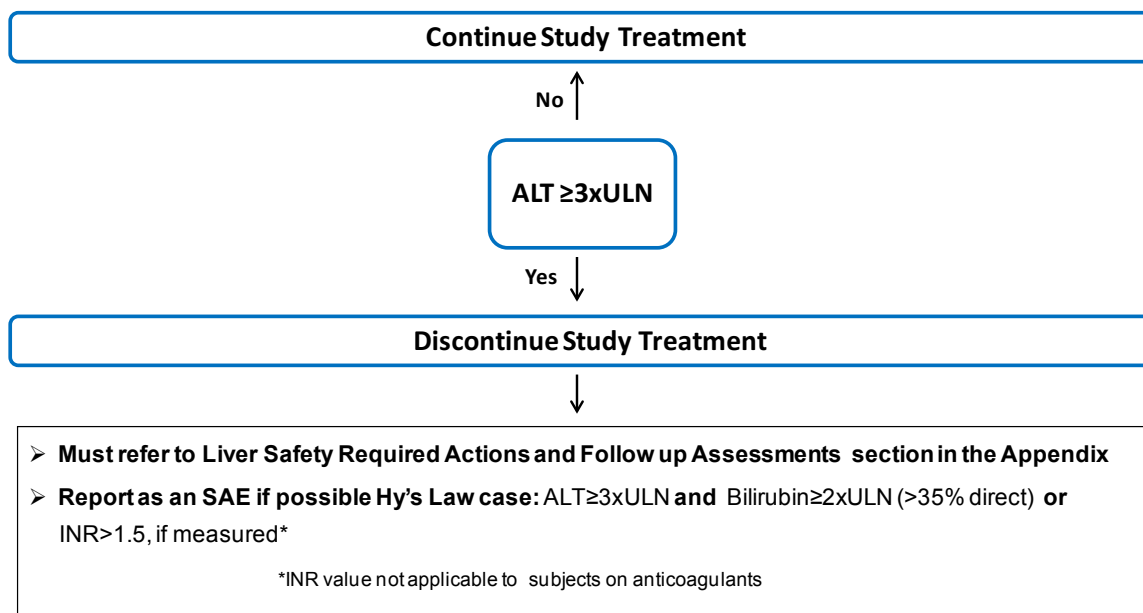 Continue Study Treatment
No
ALT ≥3xULN
Yes
Discontinue Study Treatment
➢ Must refer to Liver Safety Required Actions and Follow up Assessments section in the Appendix
➢ Report as an SAE if possible Hy's Law case: ALT≥3xULN and Bilirubin≥2xULN (>35% direct) or
INR>1.5, if measured*
*INR value not applicable to subjects on anticoagulants